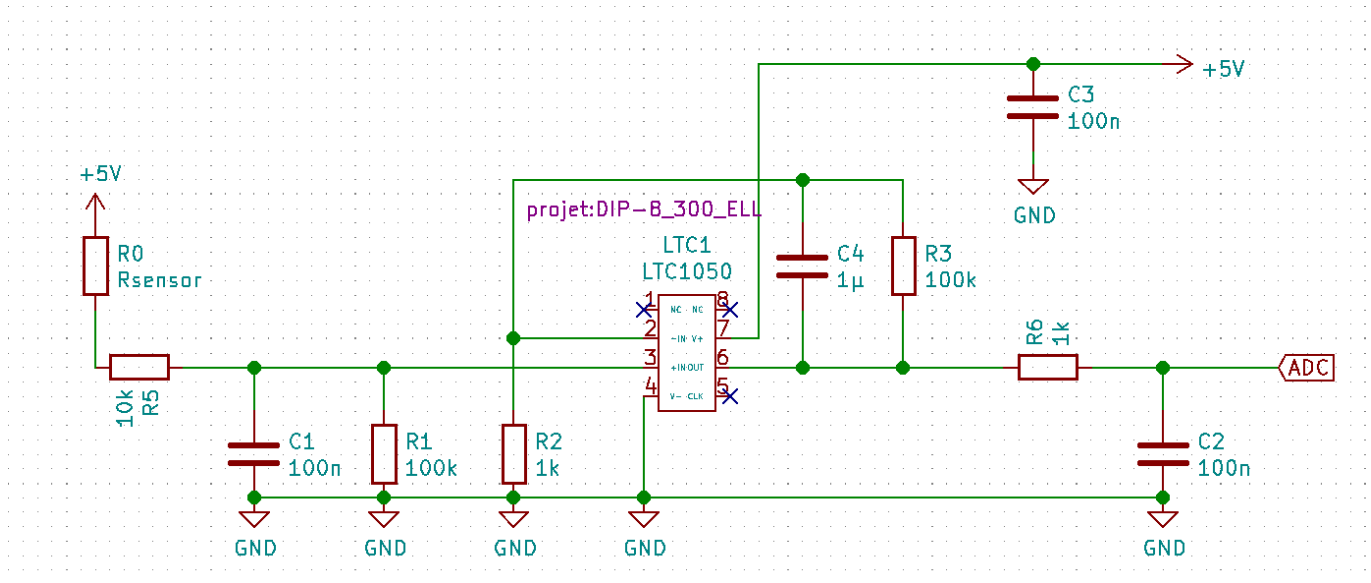 +5V
C3
100n
GND
+5V
R0
Rsensor
projet:DIP-8_300_ELL
LTC1
LTC1050
C4
1µ
R3
100k
1
NC
NC
8
2
-IN
V+
7
3
+IN
OUT
6
4
V-
CLK
5
10k
R5
R6
1k
ADC
C1
100n
R1
100k
R2
1k
C2
100n
GND
GND
GND
GND
GND